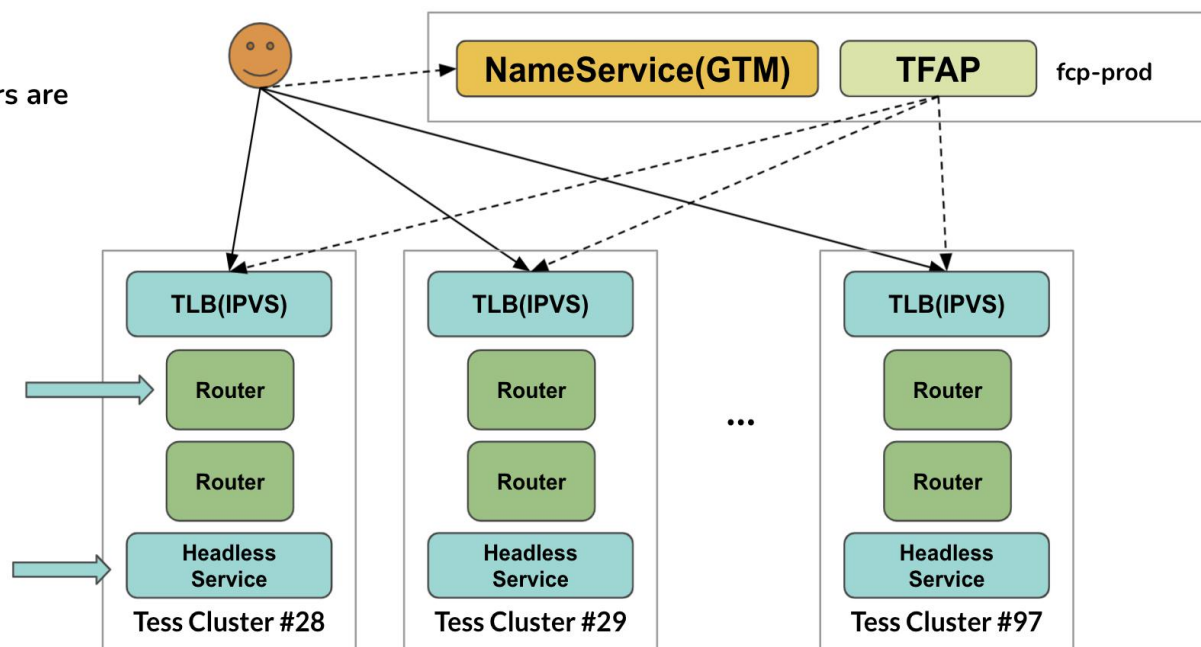 NameService(GTM)
TFAP
fcp-prod
rs are
TLB(IPVS)
TLB(IPVS)
TLB(IPVS)
Router
Router
Router
...
Router
Router
Router
Headless
Service
Headless
Service
Headless
Service
Tess Cluster #28
Tess Cluster #29
Tess Cluster #97